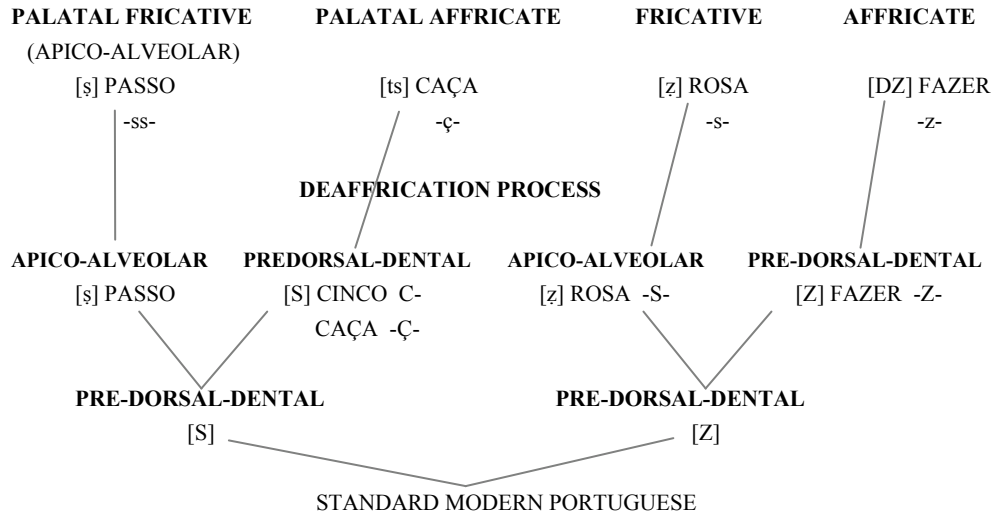 PALATAL FRICATIVE PALATAL AFFRICATE FRICATIVE AFFRICATE
(APICO-ALVEOLAR)
[ṣ] PASSO [ts] CAÇA [ẓ] ROSA [DZ] FAZER
-ss- -ç- -s- -z-
DEAFFRICATION PROCESS
APICO-ALVEOLAR PREDORSAL-DENTAL APICO-ALVEOLAR PRE-DORSAL-DENTAL
[ṣ] PASSO [S] CINCO C- [ẓ] ROSA -S- [Z] FAZER -Z-
CAÇA -Ç-
PRE-DORSAL-DENTAL PRE-DORSAL-DENTAL
[S] [Z]
STANDARD MODERN PORTUGUESE